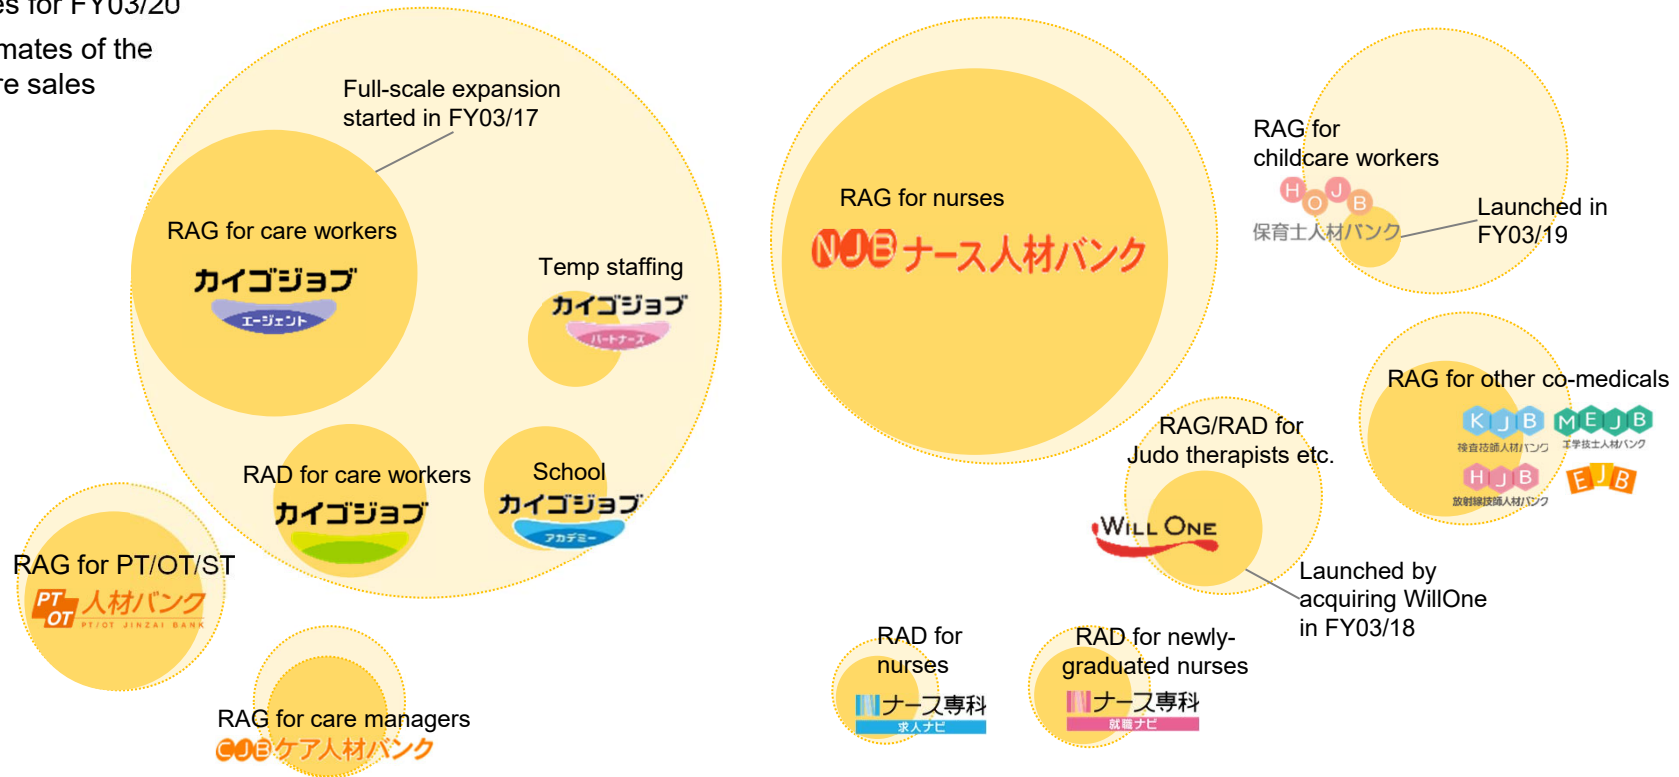 es for FY03/20
mates of the
re sales
Full-scale expansion
started in FY03/17
RAG for care workers
カイゴジョブ
エージェント
Temp staffing
カイゴジョブ
パートナーズ
RAD for care workers
カイゴジョブ
School
カイゴジョブ
アカデミー
RAG for PT/OT/ST
PT
OT
人材バンク
PT/OT JINZAI BANK
RAG for care managers
CJB ケア人材バンク
RAG for nurses
NJB ナース人材バンク
RAG for
childcare workers
HOJB
保育士人材バンク
Launched in
FY03/19
RAG for other co-medicals
KJB
検査技師人材バンク
MEJB
工学技士人材バンク
HJB
放射線技師人材バンク
EJB
RAG/RAD for
Judo therapists etc.
WILL ONE
Launched by
acquiring WillOne
in FY03/18
RAD for
nurses
ナース専科
求人ナビ
RAD for newly-
graduated nurses
ナース専科
就職ナビ